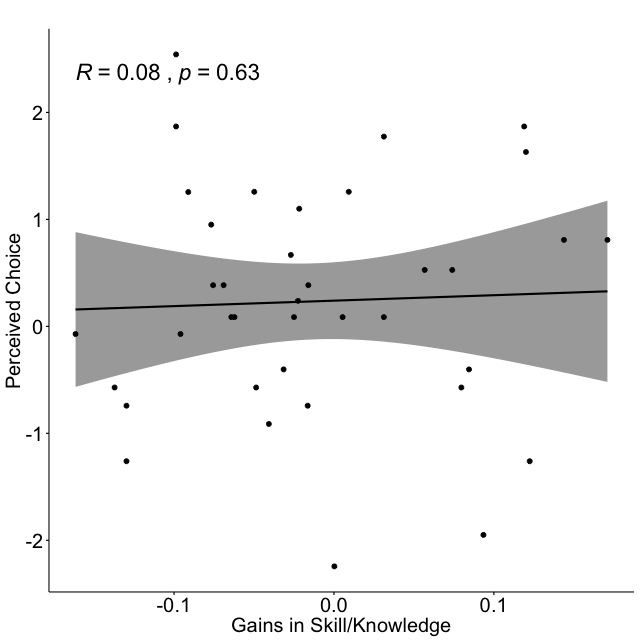 R = 0.08 , p = 0.63
2
1
0
-1
-2
Perceived Choice
-0.1
0.0
0.1
Gains in Skill/Knowledge